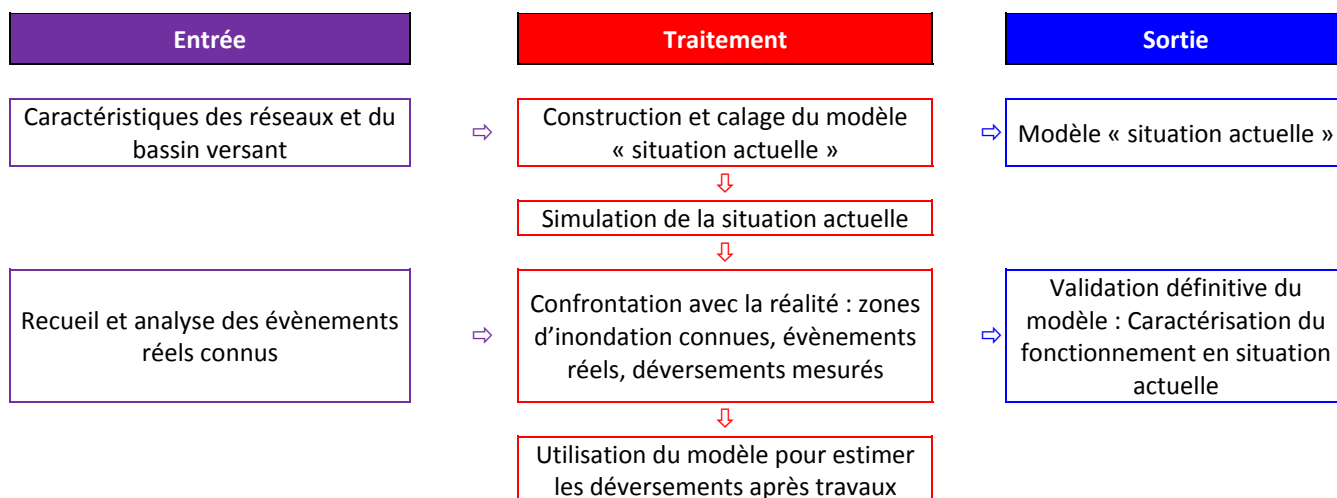 Entrée
Traitement
Sortie
Caractéristiques des réseaux et du
bassin versant
Construction et calage du modèle
« situation actuelle »
Modèle « situation actuelle »
Simulation de la situation actuelle
Recueil et analyse des évènements
réels connus
Confrontation avec la réalité : zones
d’inondation connues, évènements
réels, déversements mesurés
Validation définitive du
modèle : Caractérisation du
fonctionnement en situation
actuelle
Utilisation du modèle pour estimer
les déversements après travaux